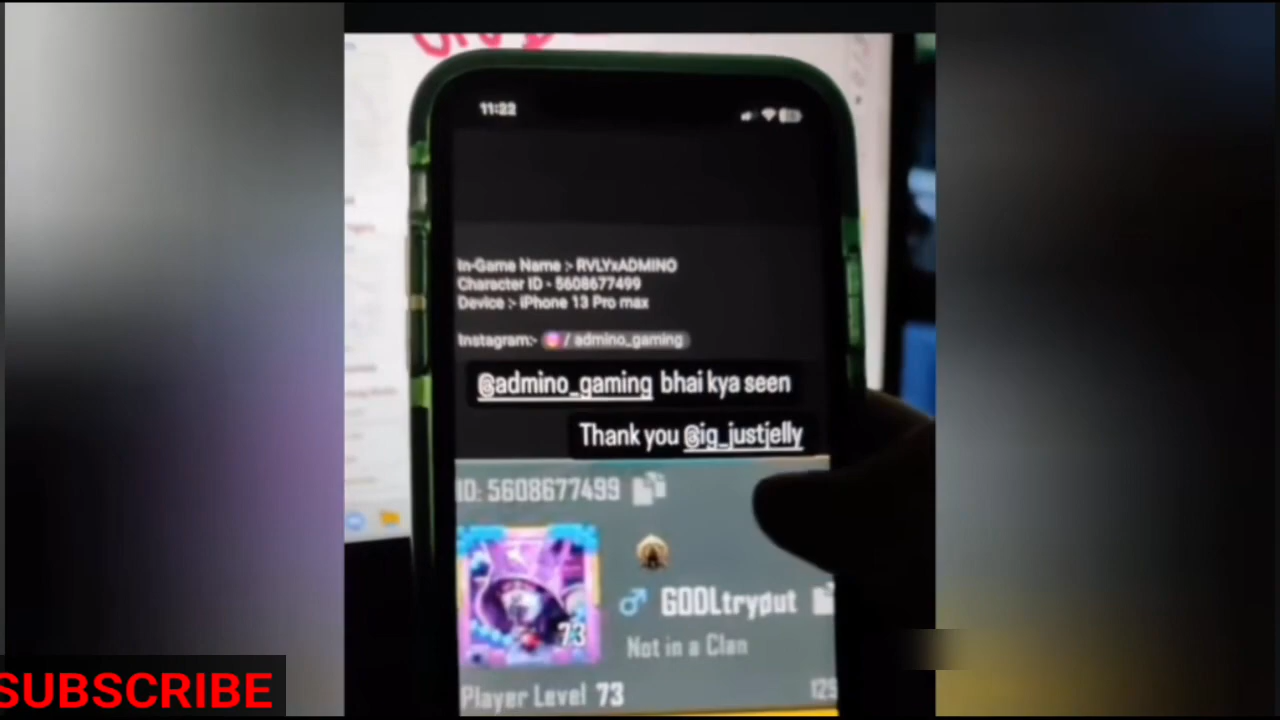 11:22
In-Game Name :- RVLYxADMINO
Character ID - 5608677499
Device :- iPhone 13 Pro max
Instagram:- / admino_gaming
@admino_gaming bhai kya seen
Thank you @ig_justjelly
ID: 5608677499
73
GODLtryout
Not in a Clan
Player Level 73
129
SUBSCRIBE